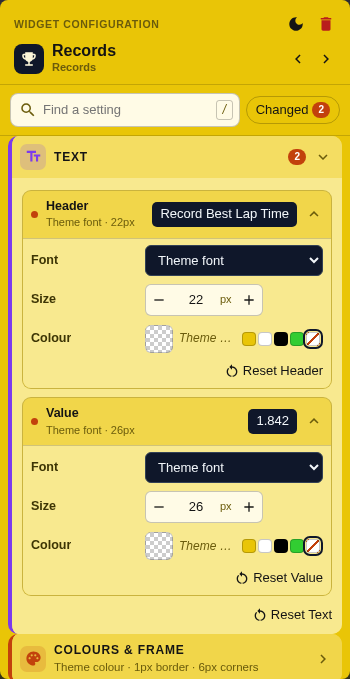 WIDGET CONFIGURATION
Records
Records
Find a setting
/
Changed 2
TEXT
2
Header
Theme font · 22px
Record Best Lap Time
Font
Theme font
Size
22 px
Colour
Theme ...
Reset Header
Value
Theme font · 26px
1.842
Font
Theme font
Size
26 px
Colour
Theme ...
Reset Value
Reset Text
COLOURS & FRAME
Theme colour · 1px border · 6px corners